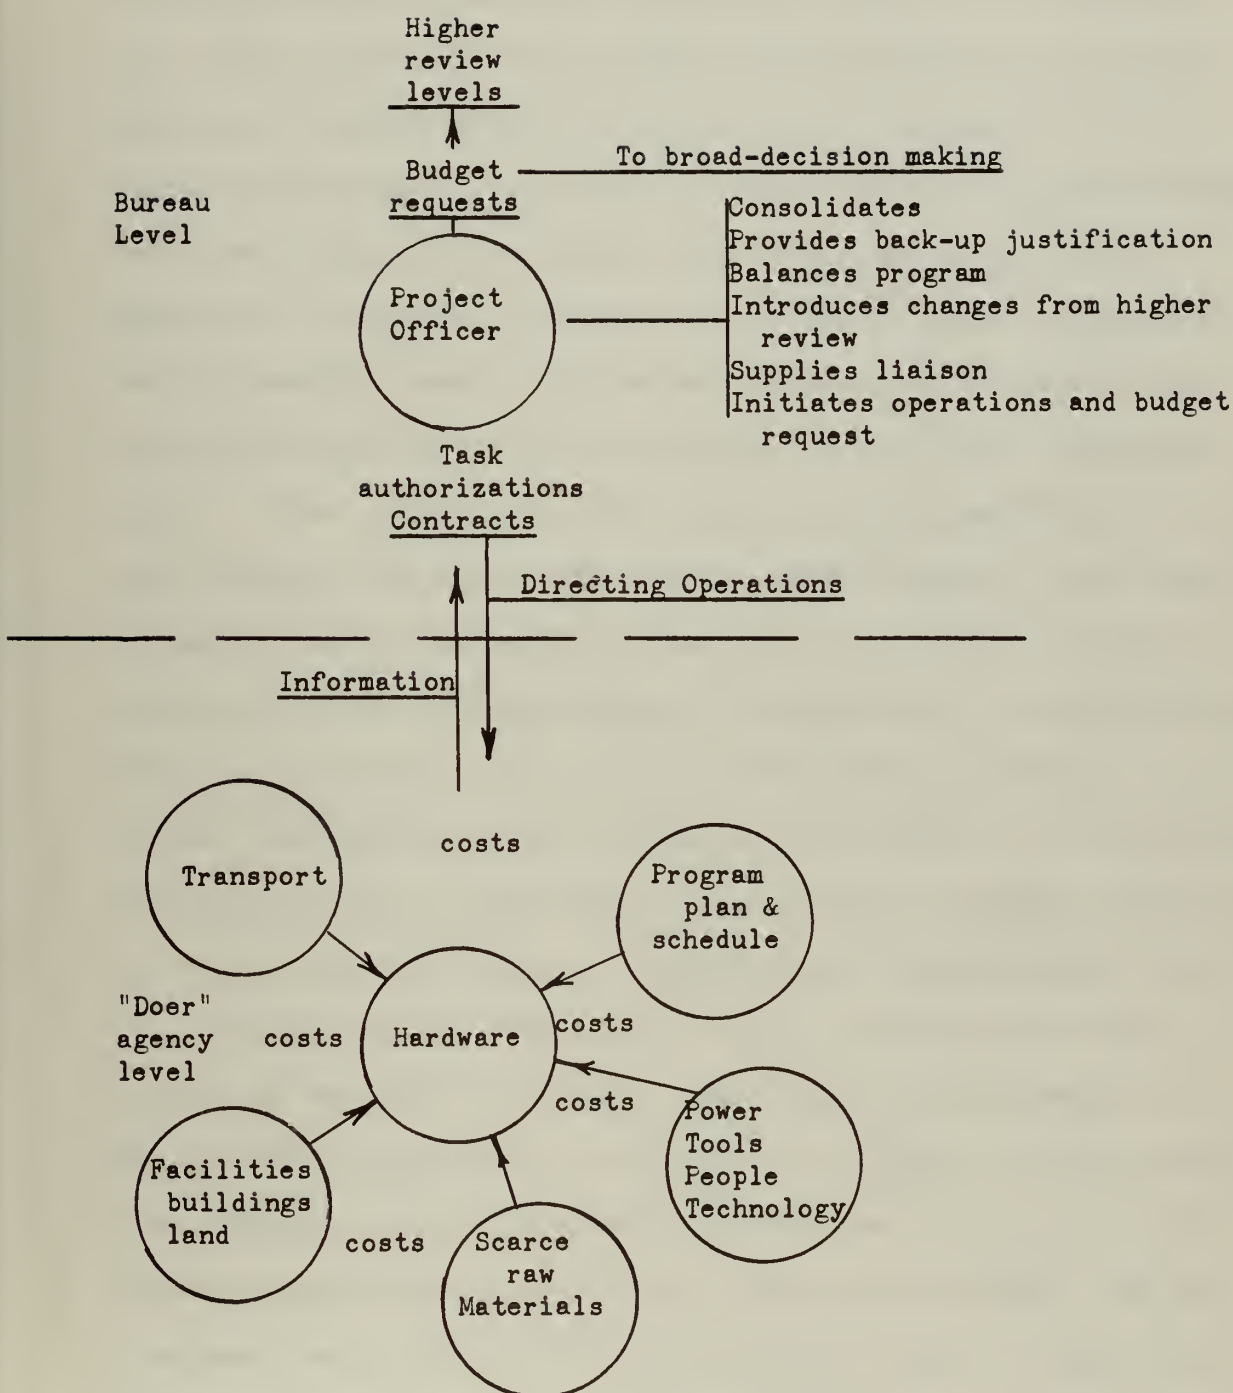 Higher
review
levels
Budget
requests
To broad-decision making
Bureau
Level
Consolidates
Provides back-up justification
Balances program
Introduces changes from higher
review
Supplies liaison
Initiates operations and budget
request
Project
Officer
Task
authorizations
Contracts
Directing Operations
Information
costs
Transport
Program
plan &
schedule
"Doer"
agency
level
costs
Hardware
costs
costs
Power
Tools
People
Technology
Facilities
buildings
land
costs
Scarce
raw
Materials